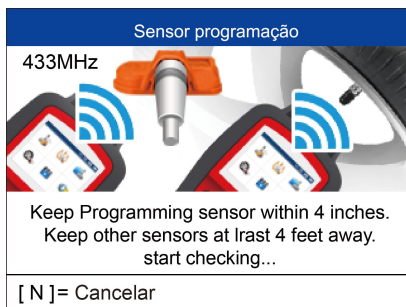 Sensor programação
433MHz
Keep Programming sensor within 4 inches.
Keep other sensors at lrast 4 feet away.
start checking...
[ N ]= Cancelar